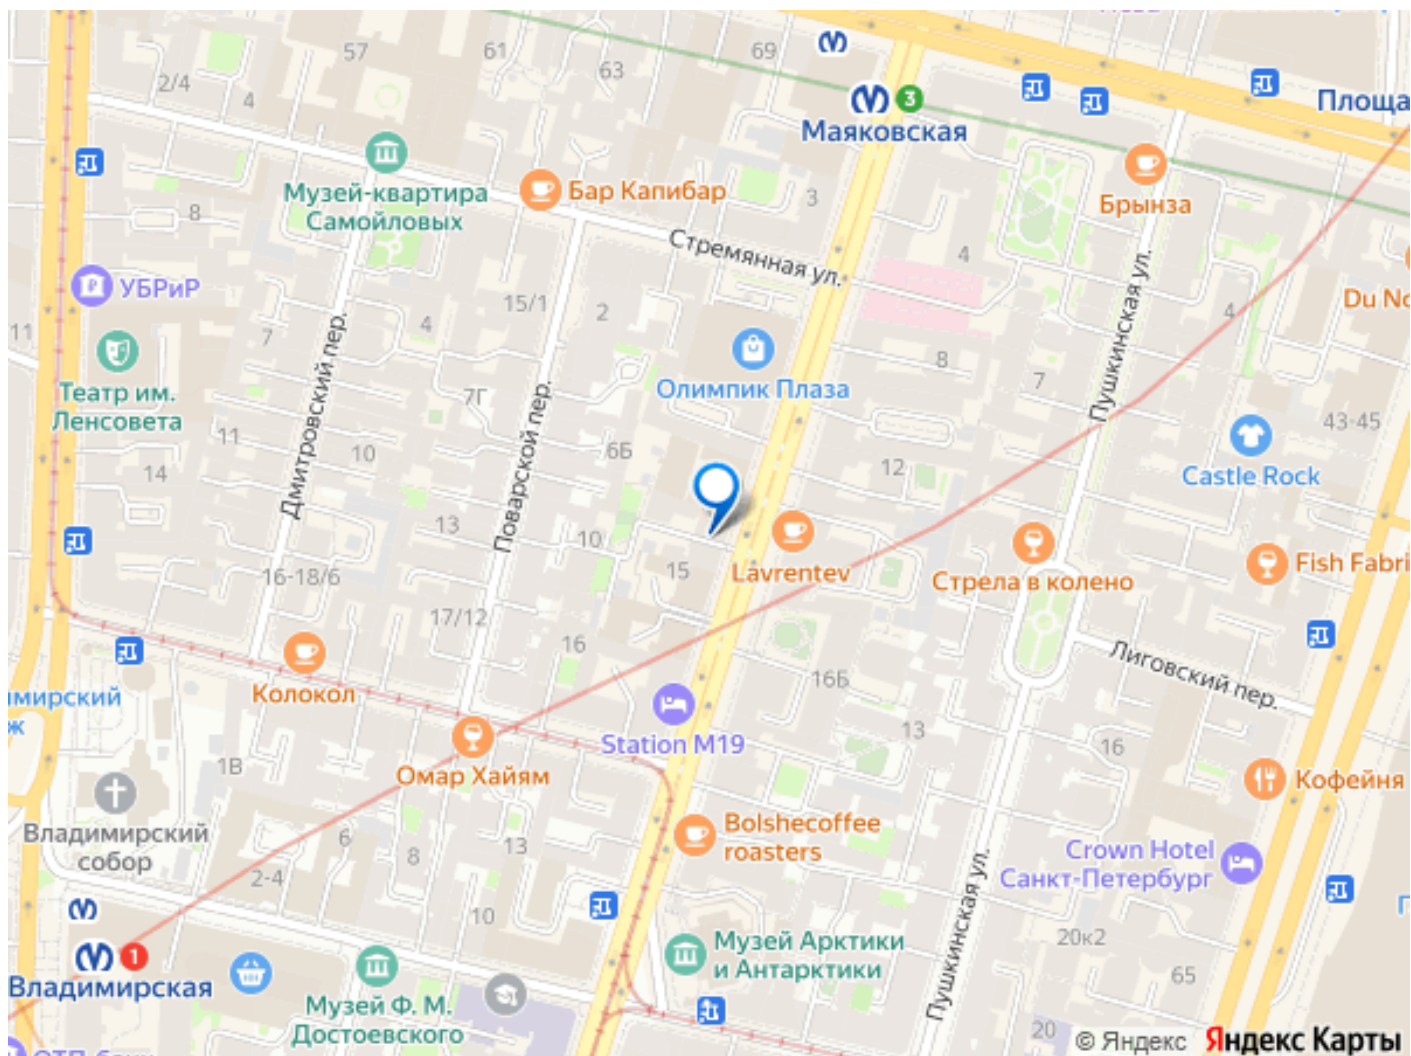 57
61
63
69
2/4
4
3
Маяковская
Площа
Музей-квартира
Самойловых
Бар Капибар
Брынза
8
Стремянная ул.
4
УБРиР
15/1
2
4
7
11
Du No
4
Театр им.
Ленсовета
Дмитровский пер.
7Г
Поварской пер.
Олимпик Плаза
8
7
Пушкинская ул.
43-45
11
10
14
6Б
12
Castle Rock
13
10
15
Lavrentev
Стрела в колено
Fish Fabri
16-18/6
17/12
16
16Б
Лиговский пер.
Колокол
Station M19
13
16
имирский
ж
1В
Омар Хайям
Кофейня
Владимирский
собор
6
8
13
2-4
10
Bolshecoffee
roasters
Crown Hotel
Санкт-Петербург
Пушкинская ул.
20к2
65
20
1
3
Владимирская
Музей Ф. М.
Достоевского
Музей Арктики
и Антарктики
© Яндекс Яндекс Карты